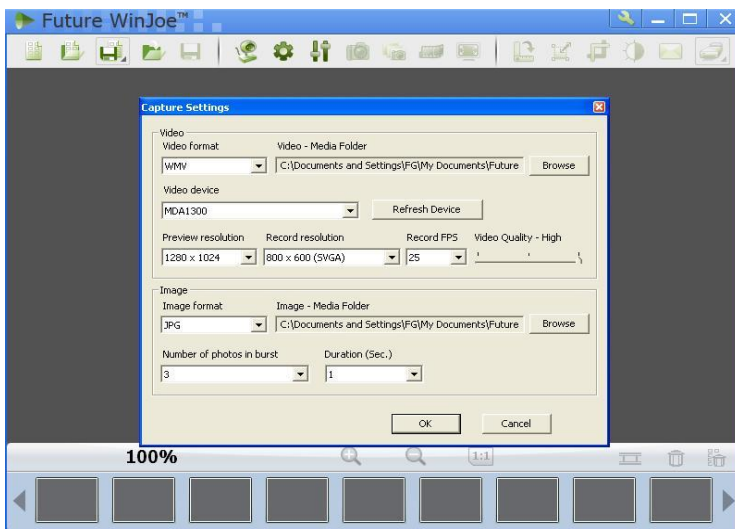 Future WinJoe™
Capture Settings
Video
Video format Video - Media Folder
WMV C:\Documents and Settings\FG\My Documents\Future Browse
Video device
MDA1300 Refresh Device
Preview resolution Record resolution Record FPS Video Quality - High
1280 x 1024 800 x 600 (SVGA) 25
Image
Image format Image - Media Folder
JPG C:\Documents and Settings\FG\My Documents\Future Browse
Number of photos in burst Duration (Sec.)
3 1
OK Cancel
100% 1:1